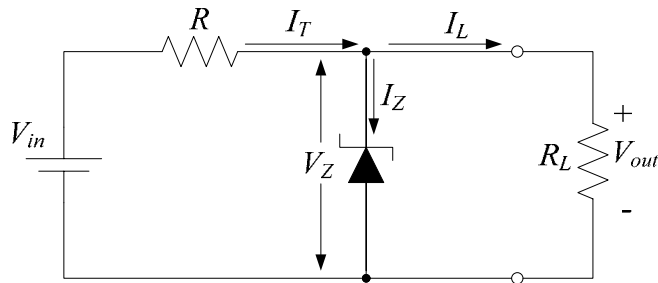 R
I_T
I_L
I_Z
V_in
V_Z
R_L
+
V_out
-